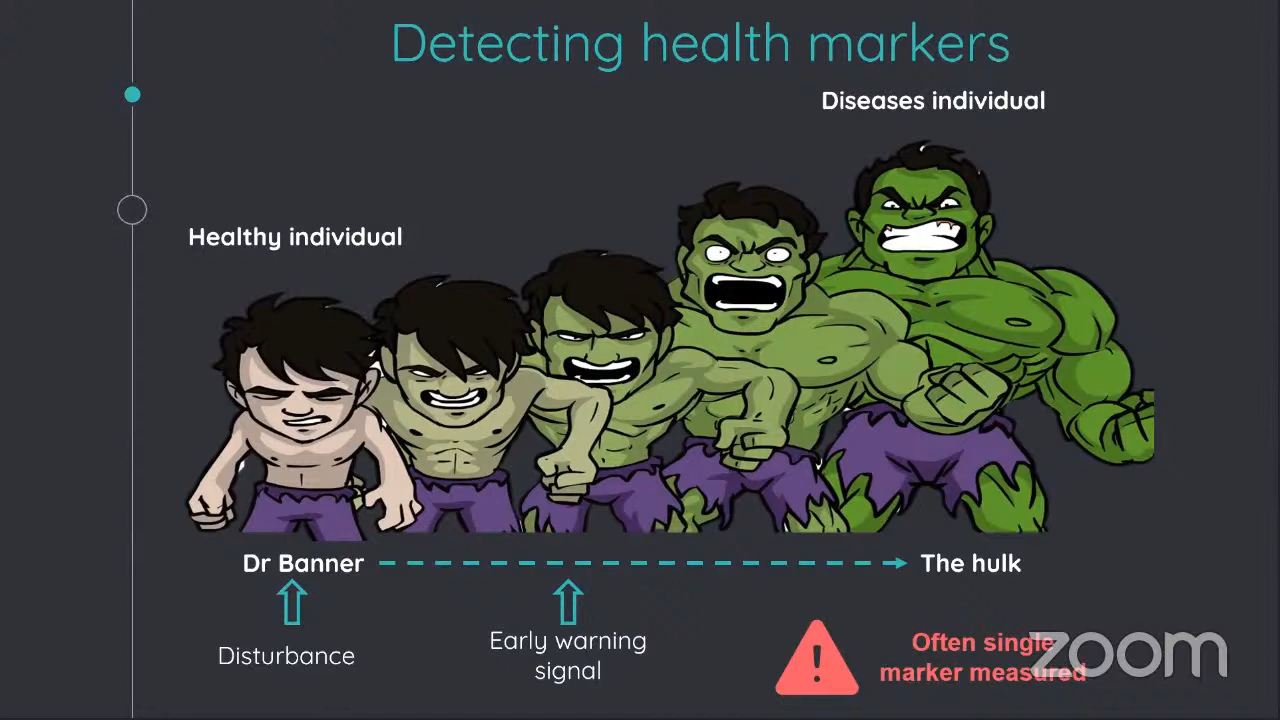 Detecting health markers
Diseases individual
Healthy individual
Dr Banner
The hulk
Disturbance
Early warning
signal
Often single
marker measured
zoom